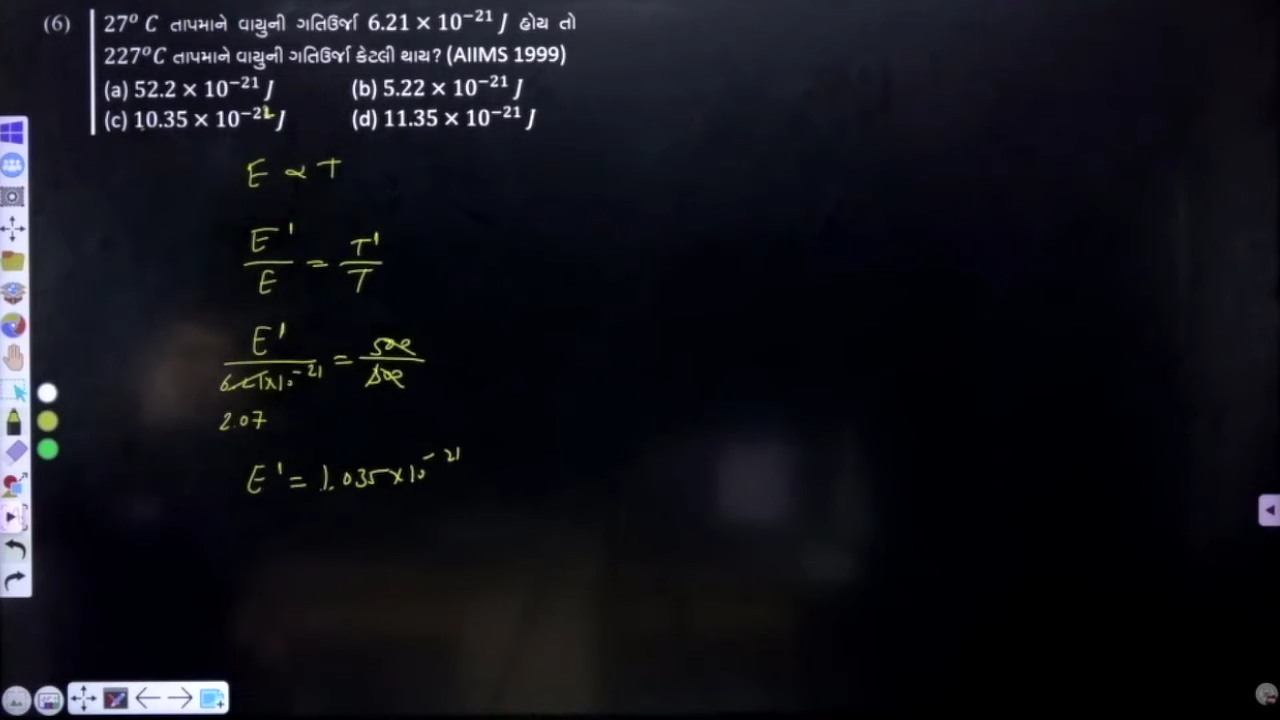 (6) 27⁰ C તાપમાને વાયુની ગતિઉર્જા 6.21 × 10⁻²¹ J હોય તો
227⁰C તાપમાને વાયુની ગતિઉર્જા કેટલી થાય? (AIIMS 1999)
(a) 52.2 × 10⁻²¹ J (b) 5.22 × 10⁻²¹ J
(c) 10.35 × 10⁻²¹ J (d) 11.35 × 10⁻²¹ J
E ∝ T
E'/E = T'/T
E'/6.21×10⁻²¹ = 500/300
2.07
E' = 1.035×10⁻²¹